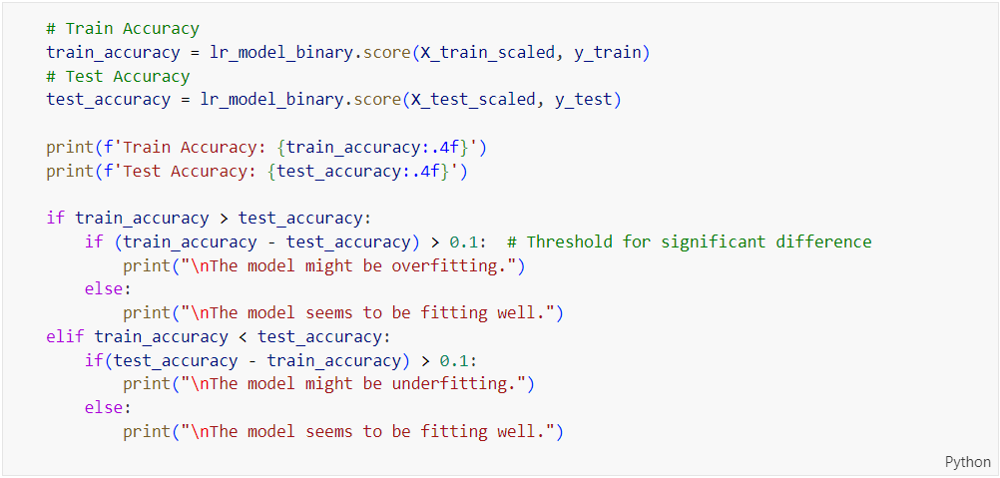 # Train Accuracy
train_accuracy = lr_model_binary.score(X_train_scaled, y_train)
# Test Accuracy
test_accuracy = lr_model_binary.score(X_test_scaled, y_test)

print(f'Train Accuracy: {train_accuracy:.4f}')
print(f'Test Accuracy: {test_accuracy:.4f}')

if train_accuracy > test_accuracy:
    if (train_accuracy - test_accuracy) > 0.1:  # Threshold for significant difference
        print("\nThe model might be overfitting.")
    else:
        print("\nThe model seems to be fitting well.")
elif train_accuracy < test_accuracy:
    if(test_accuracy - train_accuracy) > 0.1:
        print("\nThe model might be underfitting.")
    else:
        print("\nThe model seems to be fitting well.")
Python